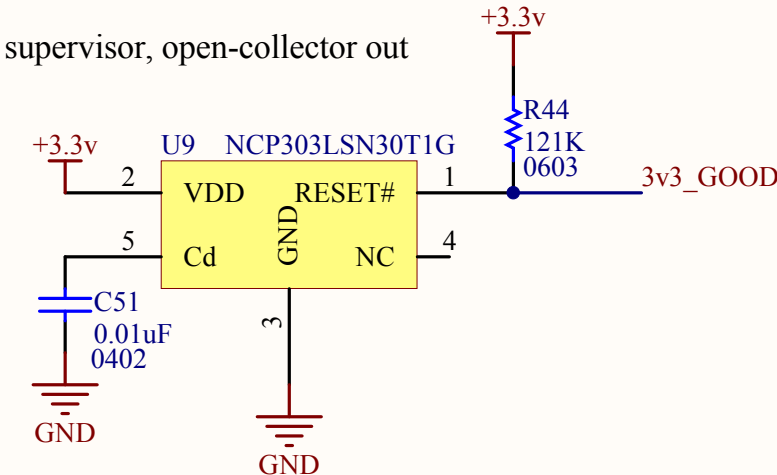 +3.3v
supervisor, open-collector out
R44
121K
0603
+3.3v
U9 NCP303LSN30T1G
2 VDD RESET# 1 3v3_GOOD
GND
5 Cd NC 4
C51
0.01uF
0402
3
GND
GND